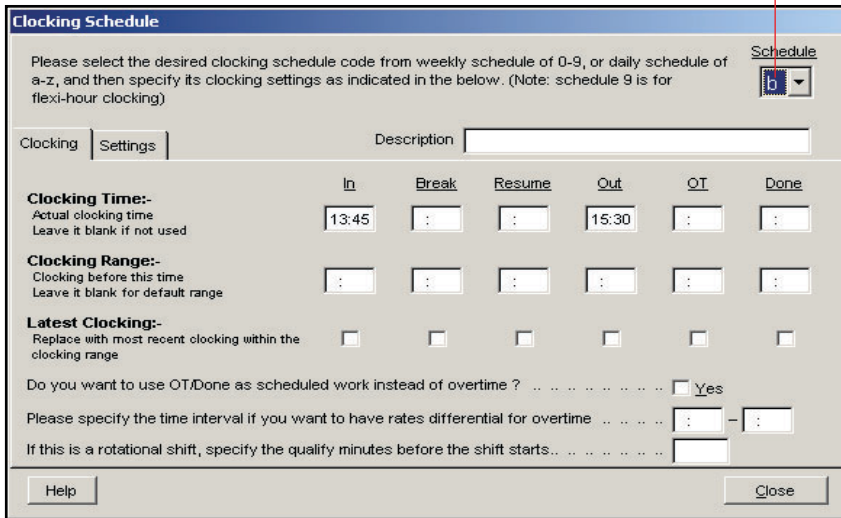 Clocking Schedule
Please select the desired clocking schedule code from weekly schedule of 0-9, or daily schedule of
a-z, and then specify its clocking settings as indicated in the below. (Note: schedule 9 is for
flexi-hour clocking)
Schedule
b
Clocking
Settings
Description
In Break Resume Out OT Done
Clocking Time:-
Actual clocking time
Leave it blank if not used
13:45 : : 15:30 : :
Clocking Range:-
Clocking before this time
Leave it blank for default range
: : : : : :
Latest Clocking:-
Replace with most recent clocking within the
clocking range
Do you want to use OT/Done as scheduled work instead of overtime ? .. .. .. .. .. .. .. .. Yes
Please specify the time interval if you want to have rates differential for overtime .. .. .. .. : – :
If this is a rotational shift, specify the qualify minutes before the shift starts.. .. .. .. .. .. ..
Help
Close